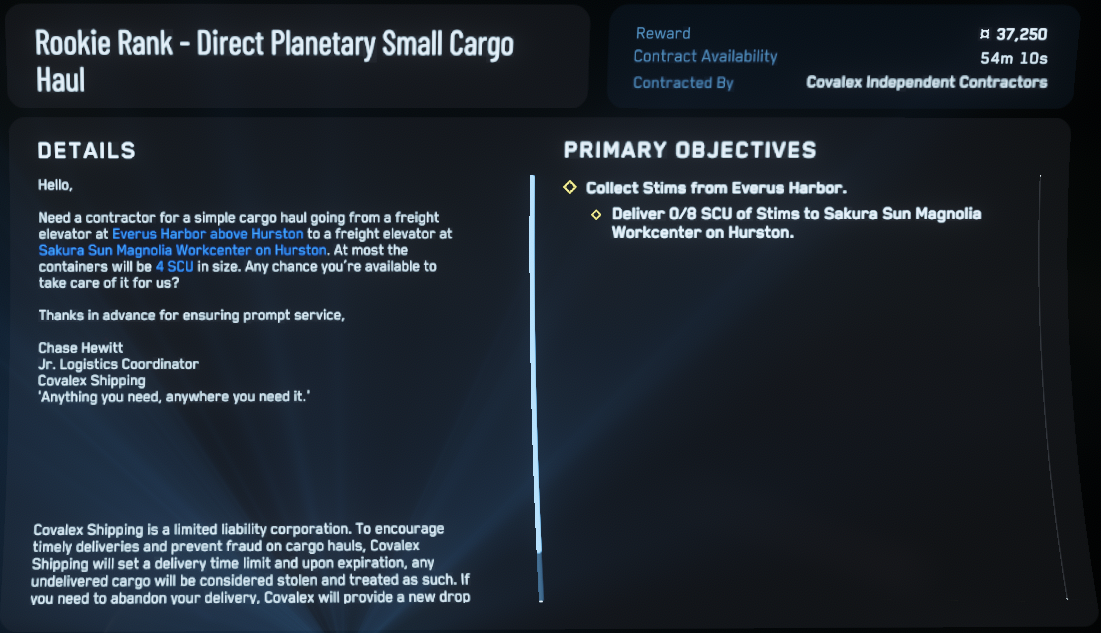 Rookie Rank - Direct Planetary Small Cargo
Haul
Reward ¤ 37,250
Contract Availability 54m 10s
Contracted By Covalex Independent Contractors
DETAILS
Hello,
Need a contractor for a simple cargo haul going from a freight
elevator at Everus Harbor above Hurston to a freight elevator at
Sakura Sun Magnolia Workcenter on Hurston. At most the
containers will be 4 SCU in size. Any chance you're available to
take care of it for us?
Thanks in advance for ensuring prompt service,
Chase Hewitt
Jr. Logistics Coordinator
Covalex Shipping
'Anything you need, anywhere you need it.'
Covalex Shipping is a limited liability corporation. To encourage
timely deliveries and prevent fraud on cargo hauls, Covalex
Shipping will set a delivery time limit and upon expiration, any
undelivered cargo will be considered stolen and treated as such. If
you need to abandon your delivery, Covalex will provide a new drop
PRIMARY OBJECTIVES
Collect Stims from Everus Harbor.
Deliver 0/8 SCU of Stims to Sakura Sun Magnolia
Workcenter on Hurston.